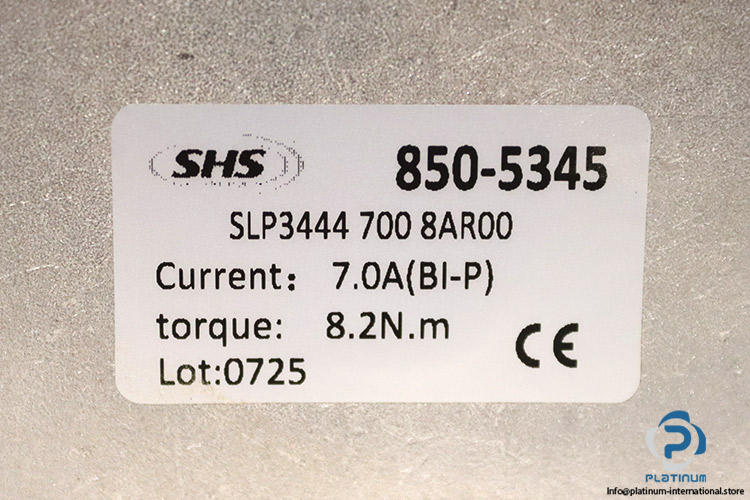 SHS 850-5345
SLP3444 700 8AR00
Current: 7.0A(BI-P)
torque: 8.2N.m
CE
Lot:0725
PLATINUM
Info@platinum-international.store